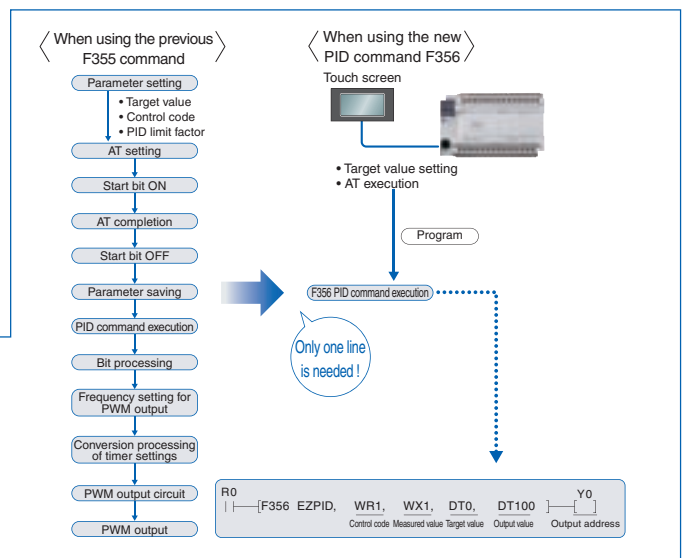 When using the previous
F355 command
Parameter setting
• Target value
• Control code
• PID limit factor
AT setting
Start bit ON
AT completion
Start bit OFF
Parameter saving
PID command execution
Bit processing
Frequency setting for
PWM output
Conversion processing
of timer settings
PWM output circuit
PWM output
When using the new
PID command F356
Touch screen
• Target value setting
• AT execution
Program
F356 PID command execution
Only one line
is needed !
R0 Y0
[F356 EZPID, WR1, WX1, DT0, DT100 ] [ ]
Control code Measured value Target value Output value Output address